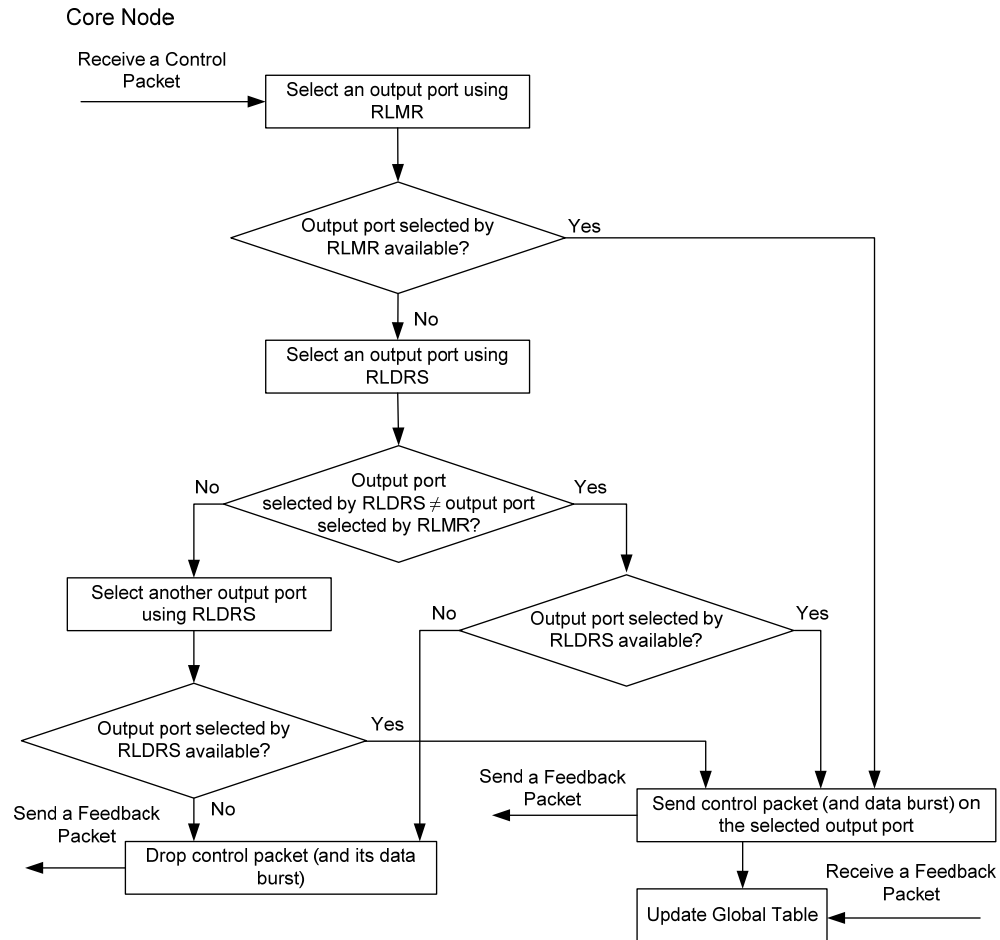 Core Node
Receive a Control
Packet
Select an output port using
RLMR
Output port selected by
RLMR available?
Yes
No
Select an output port using
RLDRS
Output port
selected by RLDRS ≠ output port
selected by RLMR?
No
Yes
Select another output port
using RLDRS
Output port selected by
RLDRS available?
No
Yes
Output port selected by
RLDRS available?
Yes
No
Send a Feedback
Packet
Send control packet (and data burst) on
the selected output port
Send a Feedback
Packet
Drop control packet (and its data
burst)
Receive a Feedback
Packet
Update Global Table